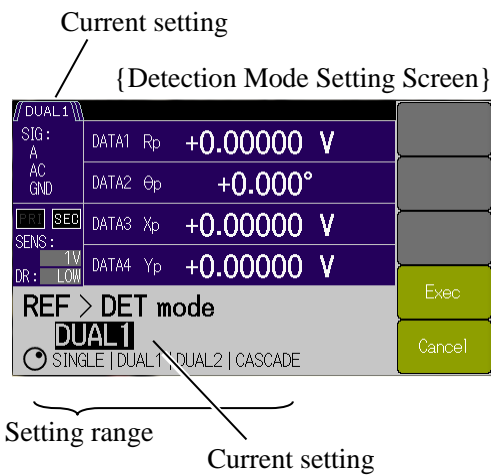 Current setting
{Detection Mode Setting Screen}
DUAL1
SIG:
A
AC
GND
PRI SEC
SENS:
1V
DR: LOW
DATA1 Rp +0.00000 V
DATA2 θp +0.000°
DATA3 Xp +0.00000 V
DATA4 Yp +0.00000 V
REF > DET mode
DUAL1
SINGLE | DUAL1 | DUAL2 | CASCADE
Exec
Cancel
Setting range
Current setting